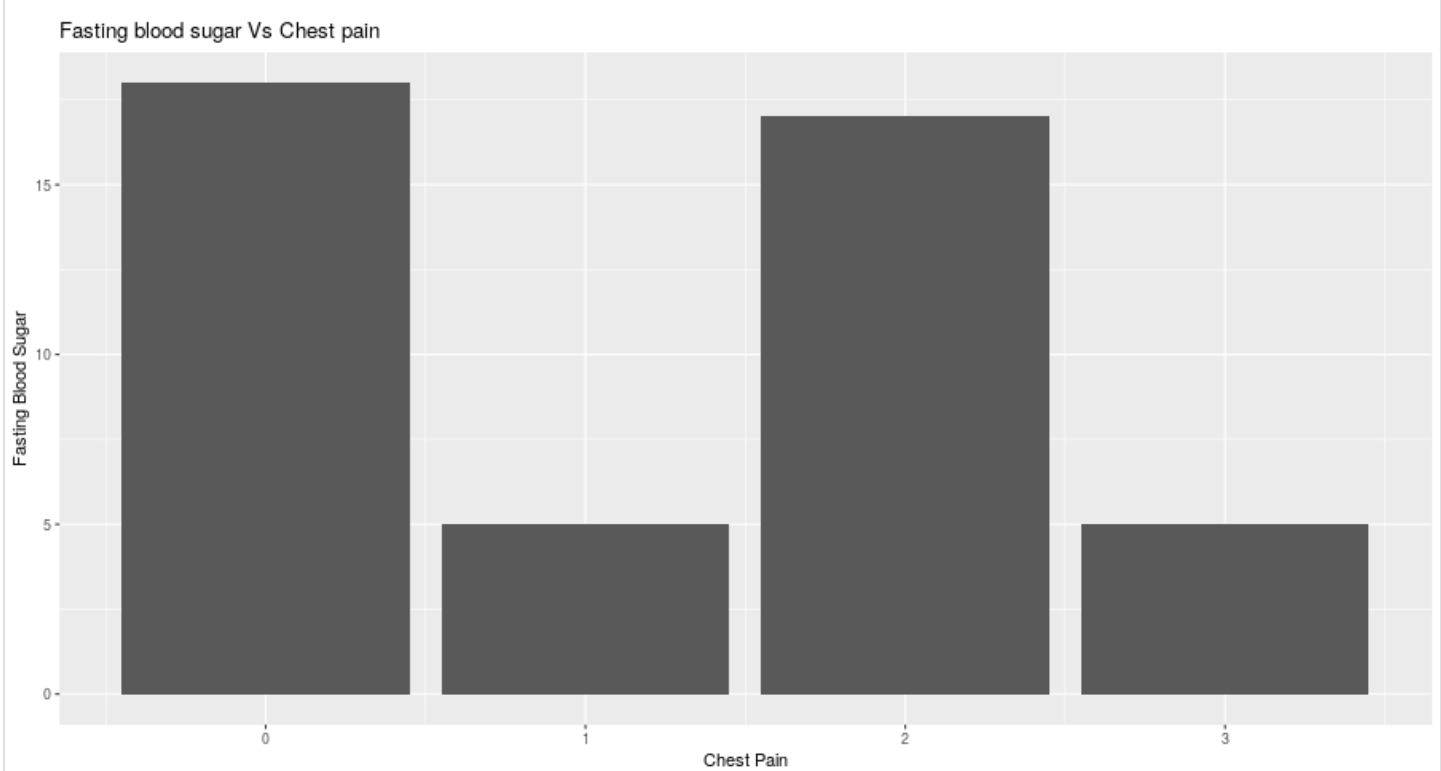 Fasting blood sugar Vs Chest pain
Fasting Blood Sugar
15
10
5
0
0 1 2 3
Chest Pain